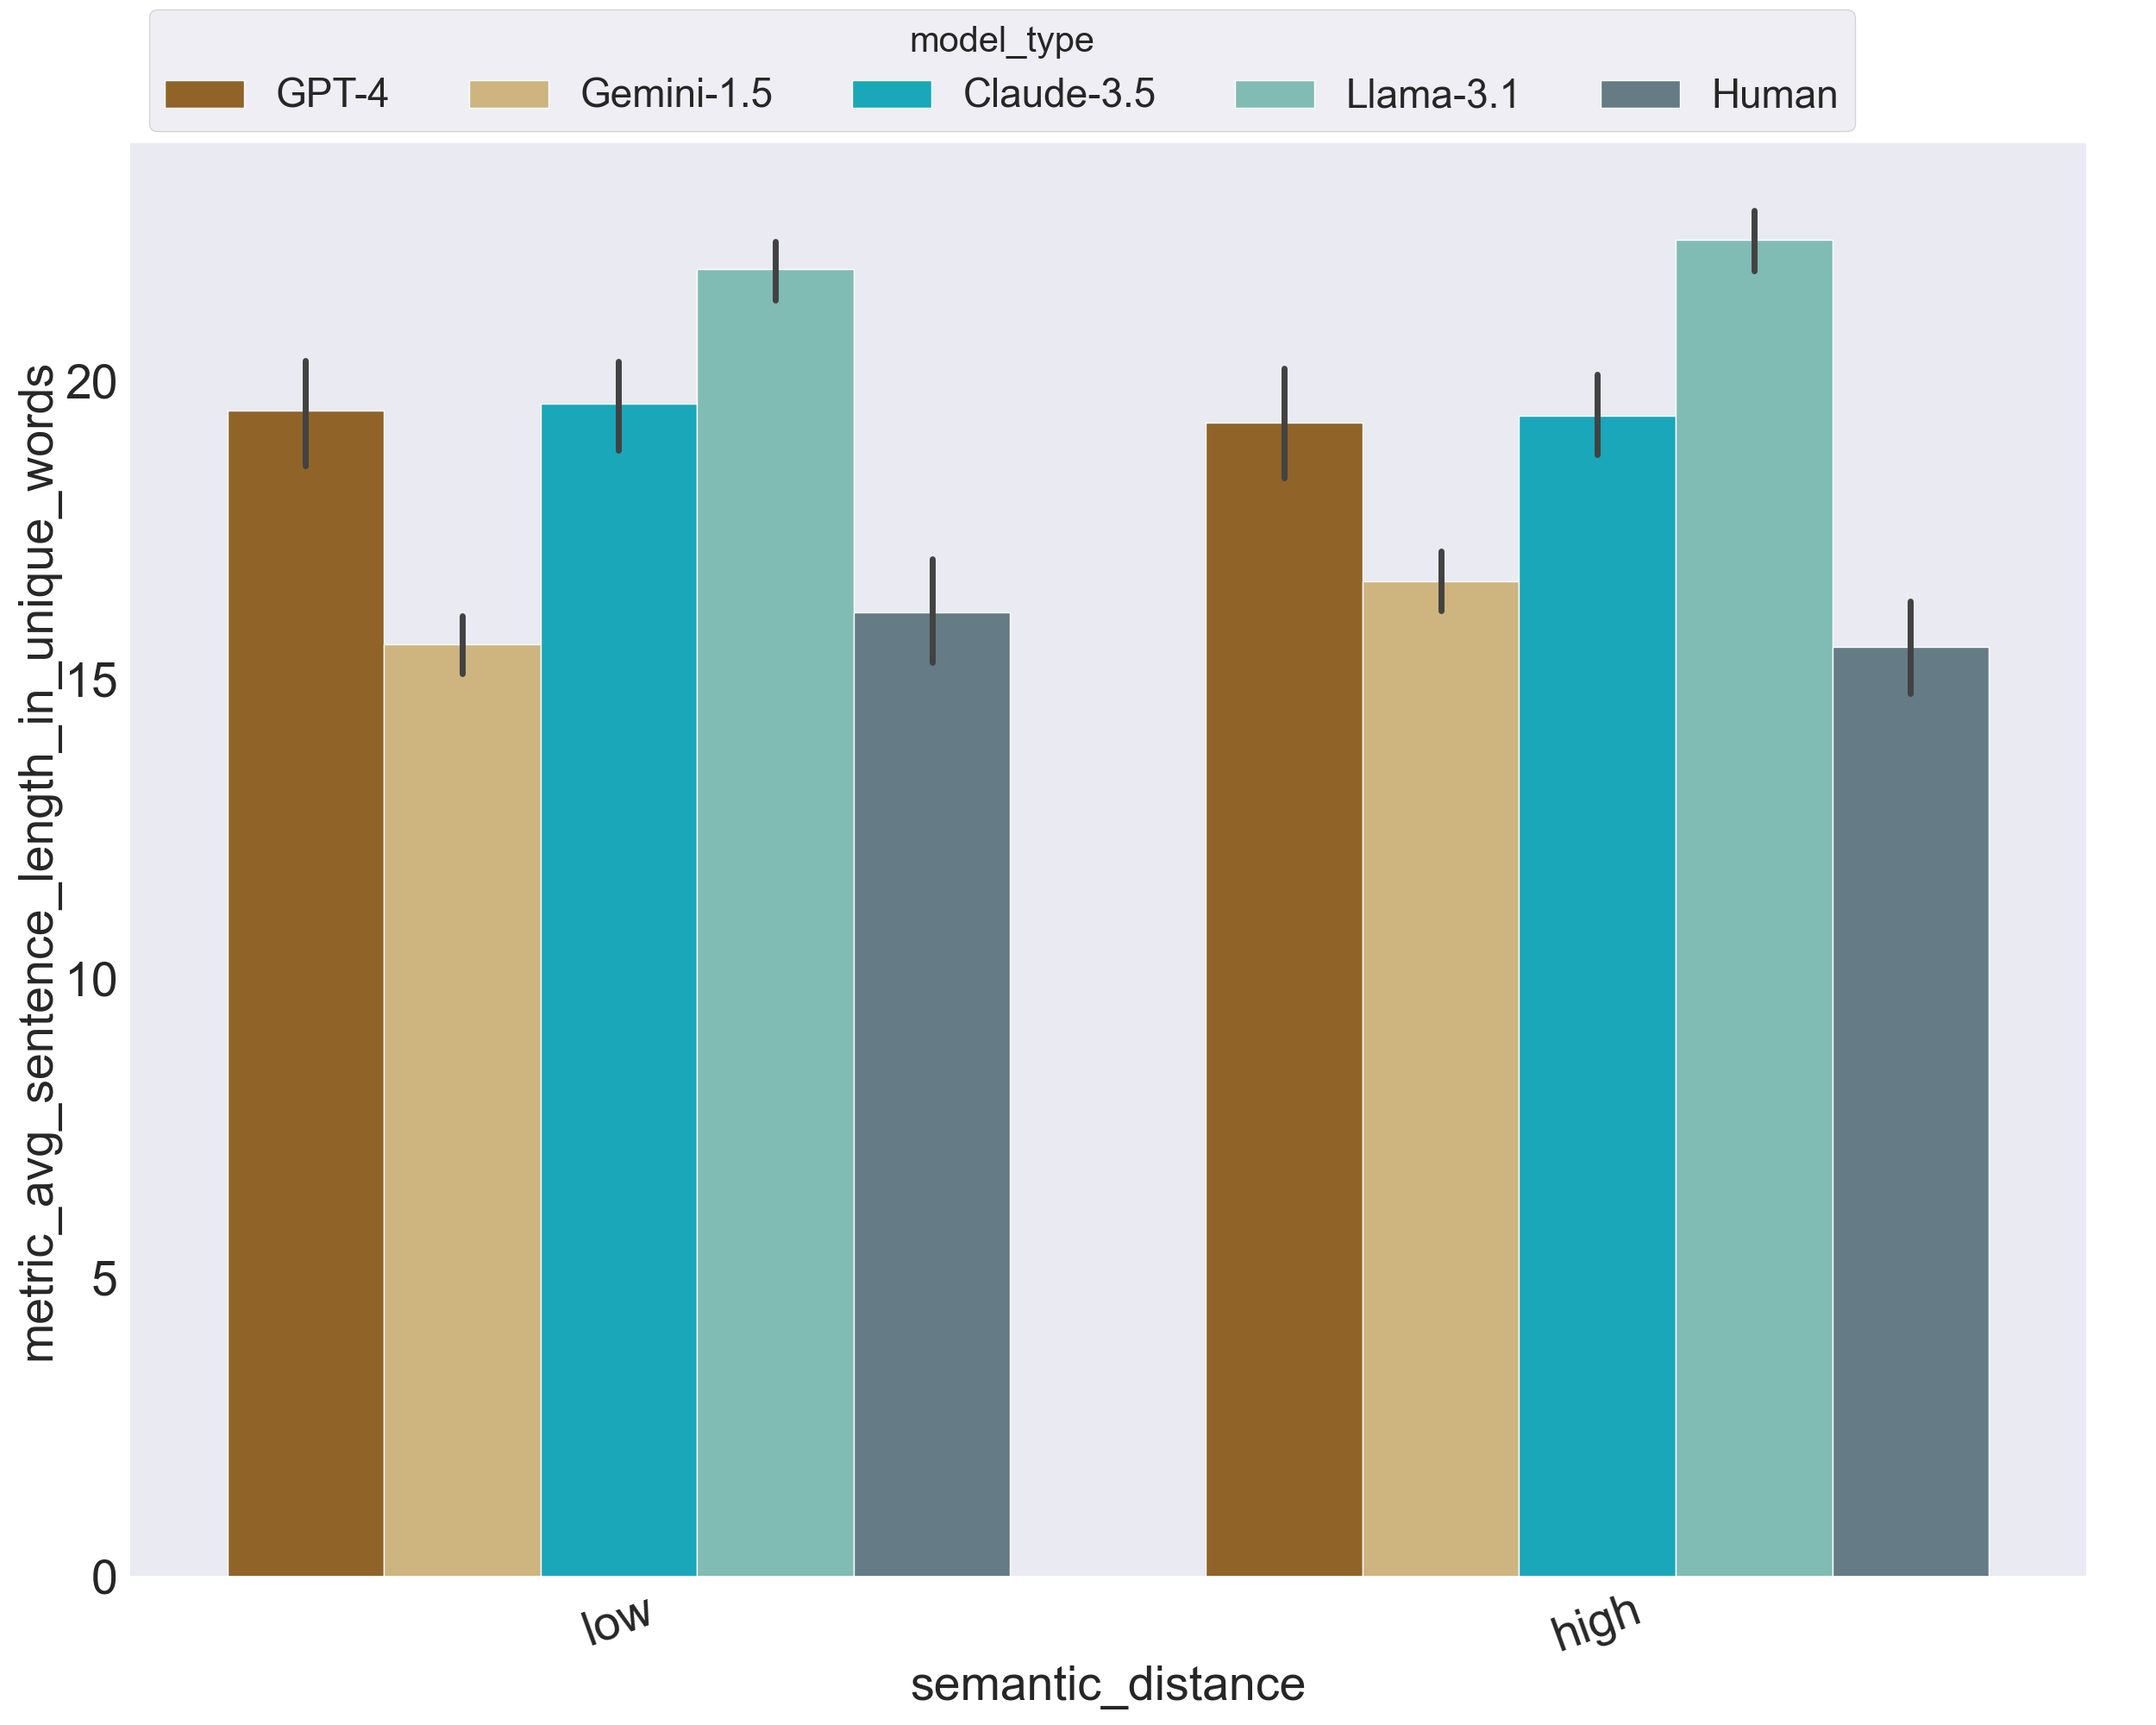 model_type
GPT-4 Gemini-1.5 Claude-3.5 Llama-3.1 Human
metric_avg_sentence_length_in_unique_words
20
15
10
5
0
low high
semantic_distance